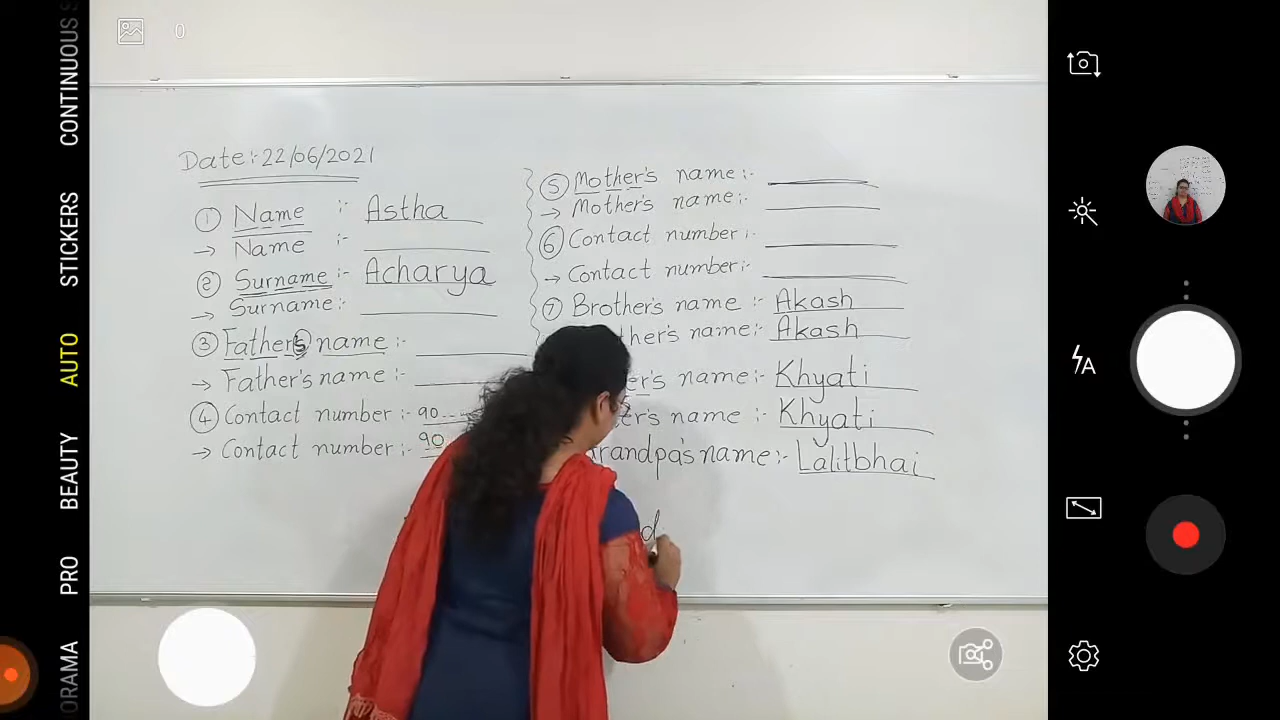 0
CONTINUOUS S
STICKERS
AUTO
BEAUTY
PRO
ORAMA
Date:- 22/06/2021
① Name :- Astha
→ Name :-
② Surname :- Acharya
→ Surname :-
③ Father's name :-
→ Father's name :-
④ Contact number :- 90
→ Contact number :- 90
⑤ Mother's name :-
→ Mother's name :-
⑥ Contact number :-
→ Contact number :-
⑦ Brother's name :- Akash
ther's name :- Akash
er's name :- Khyati
ter's name :- Khyati
randpa's name :- Lalitbhai
d